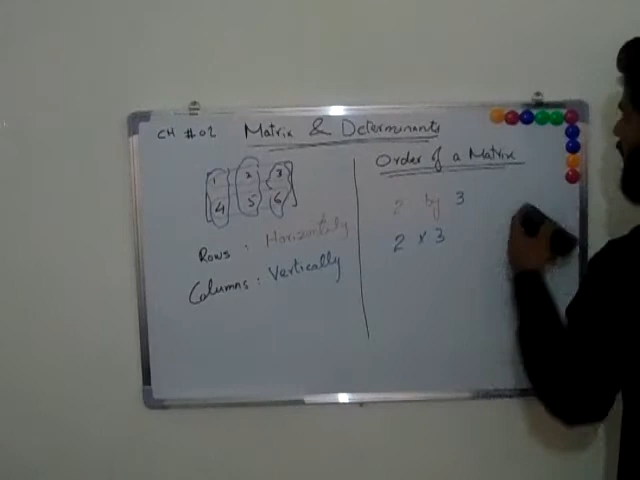 CH # 02 Matrix & Determinants
1 2 3
4 5 6
Rows : Horizontally
Columns : Vertically
Order of a Matrix
2 by 3
2 x 3